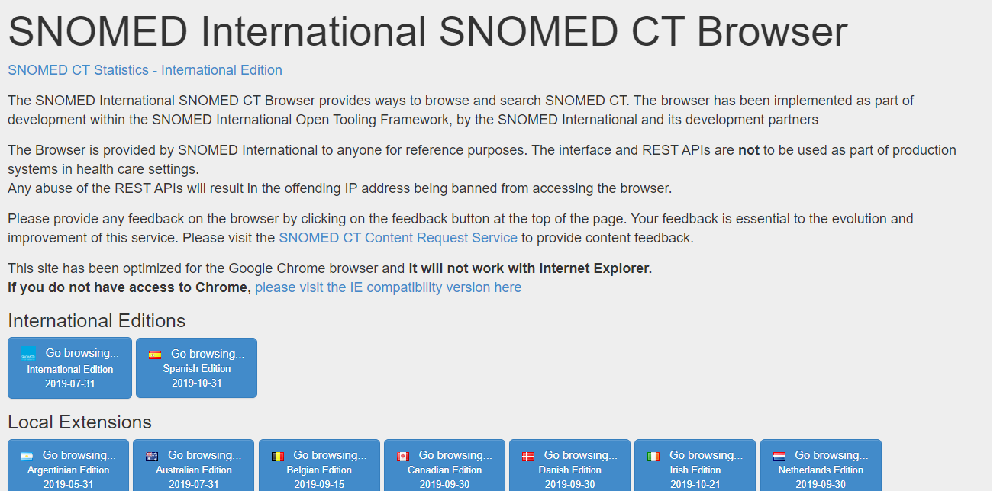 SNOMED International SNOMED CT Browser
SNOMED CT Statistics - International Edition
The SNOMED International SNOMED CT Browser provides ways to browse and search SNOMED CT. The browser has been implemented as part of
development within the SNOMED International Open Tooling Framework, by the SNOMED International and its development partners
The Browser is provided by SNOMED International to anyone for reference purposes. The interface and REST APIs are not to be used as part of production
systems in health care settings.
Any abuse of the REST APIs will result in the offending IP address being banned from accessing the browser.
Please provide any feedback on the browser by clicking on the feedback button at the top of the page. Your feedback is essential to the evolution and
improvement of this service. Please visit the SNOMED CT Content Request Service to provide content feedback.
This site has been optimized for the Google Chrome browser and it will not work with Internet Explorer.
If you do not have access to Chrome, please visit the IE compatibility version here
International Editions
Go browsing...
International Edition
2019-07-31
Go browsing...
Spanish Edition
2019-10-31
Local Extensions
Go browsing...
Argentinian Edition
2019-05-31
Go browsing...
Australian Edition
2019-07-31
Go browsing...
Belgian Edition
2019-09-15
Go browsing...
Canadian Edition
2019-09-30
Go browsing...
Danish Edition
2019-09-30
Go browsing...
Irish Edition
2019-10-21
Go browsing...
Netherlands Edition
2019-09-30